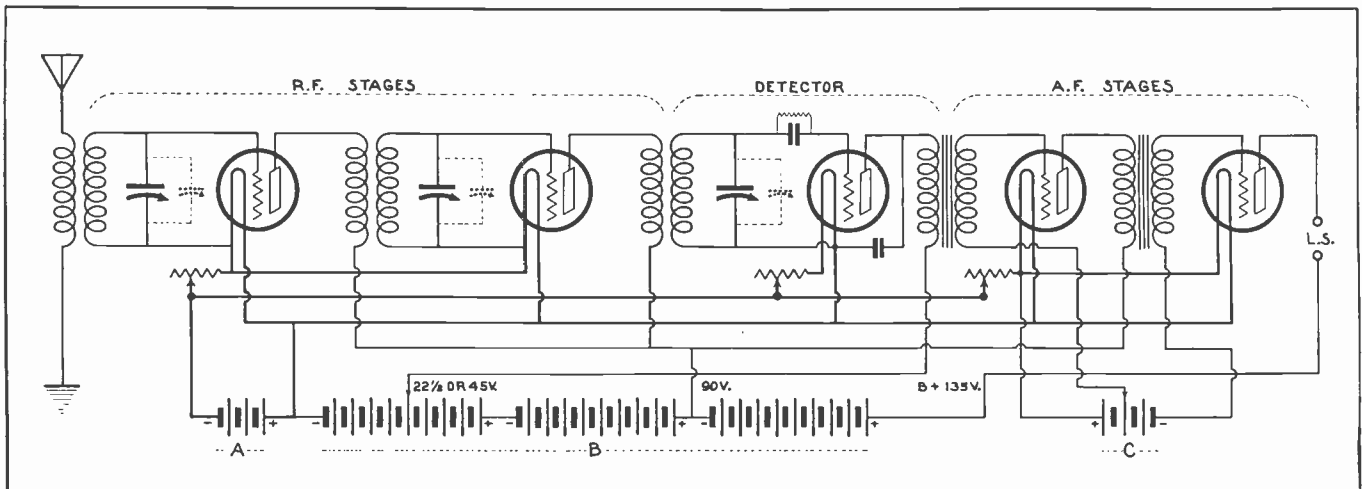 R.F. STAGES
DETECTOR
A.F. STAGES
L.S.
22½ OR 45V.
90V.
B + 135V.
- +
- +
- +
- +
+ -
A
B
C